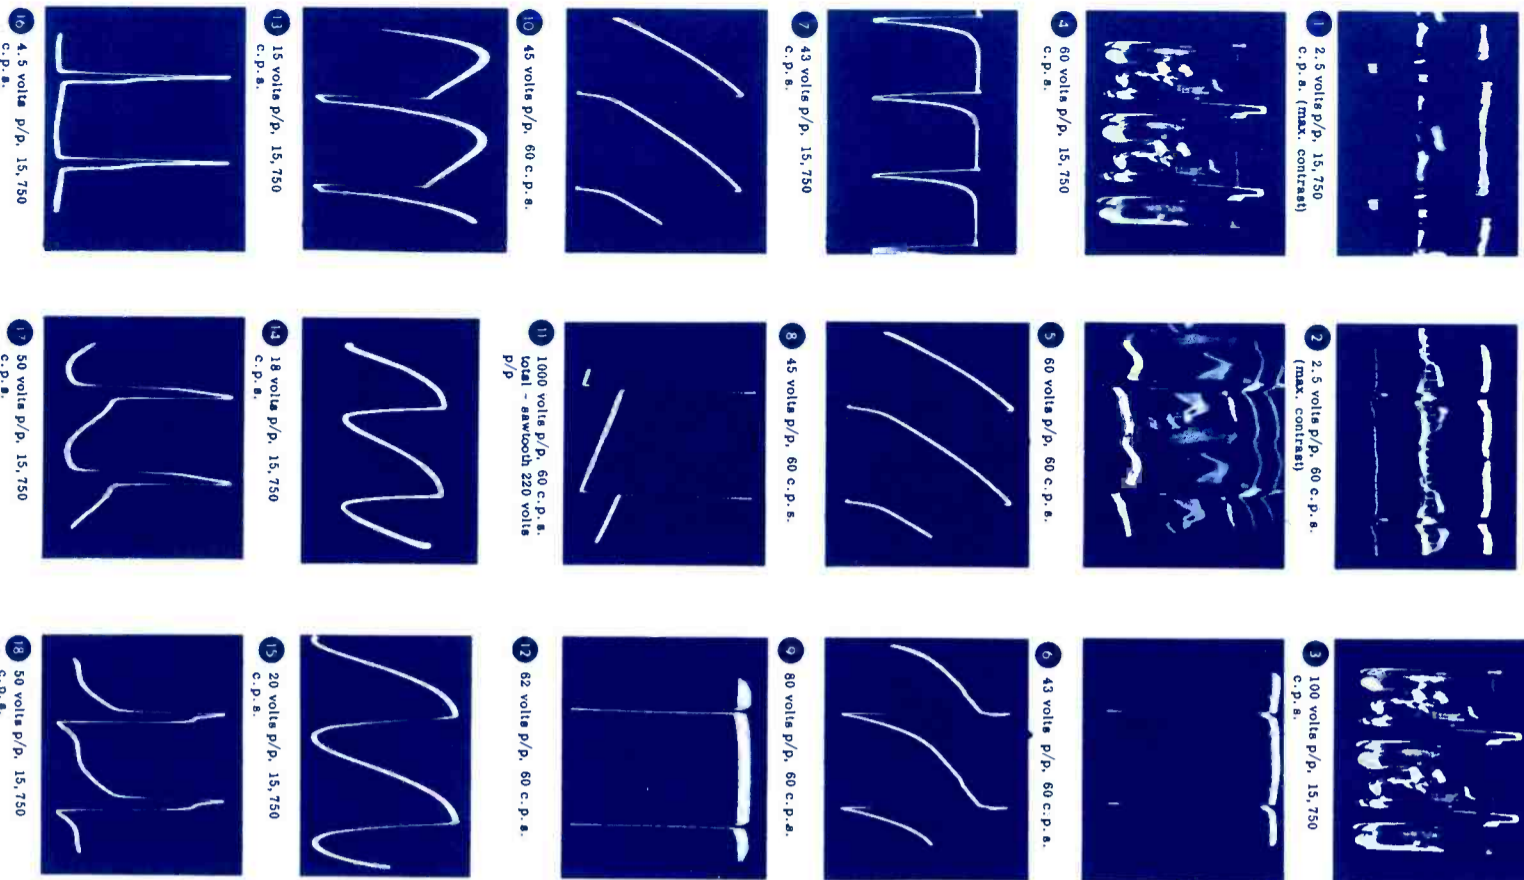 1 2.5 volts p/p, 15,750
c.p.s. (max. contrast)
2 2.5 volts p/p, 60 c.p.s.
(max. contrast)
3 100 volts p/p, 15,750
c.p.s.
4 60 volts p/p, 15,750
c.p.s.
5 60 volts p/p, 60 c.p.s.
6 43 volts p/p, 60 c.p.s.
7 43 volts p/p, 15,750
c.p.s.
8 45 volts p/p, 60 c.p.s.
9 80 volts p/p, 60 c.p.s.
10 45 volts p/p, 60 c.p.s.
11 1000 volts p/p, 60 c.p.s.
total - sawtooth 220 volts
p/p
12 62 volts p/p, 60 c.p.s.
13 15 volts p/p, 15,750
c.p.s.
14 18 volts p/p, 15,750
c.p.s.
15 20 volts p/p, 15,750
c.p.s.
16 4.5 volts p/p, 15,750
c.p.s.
17 50 volts p/p, 15,750
c.p.s.
18 50 volts p/p, 15,750
c.p.s.